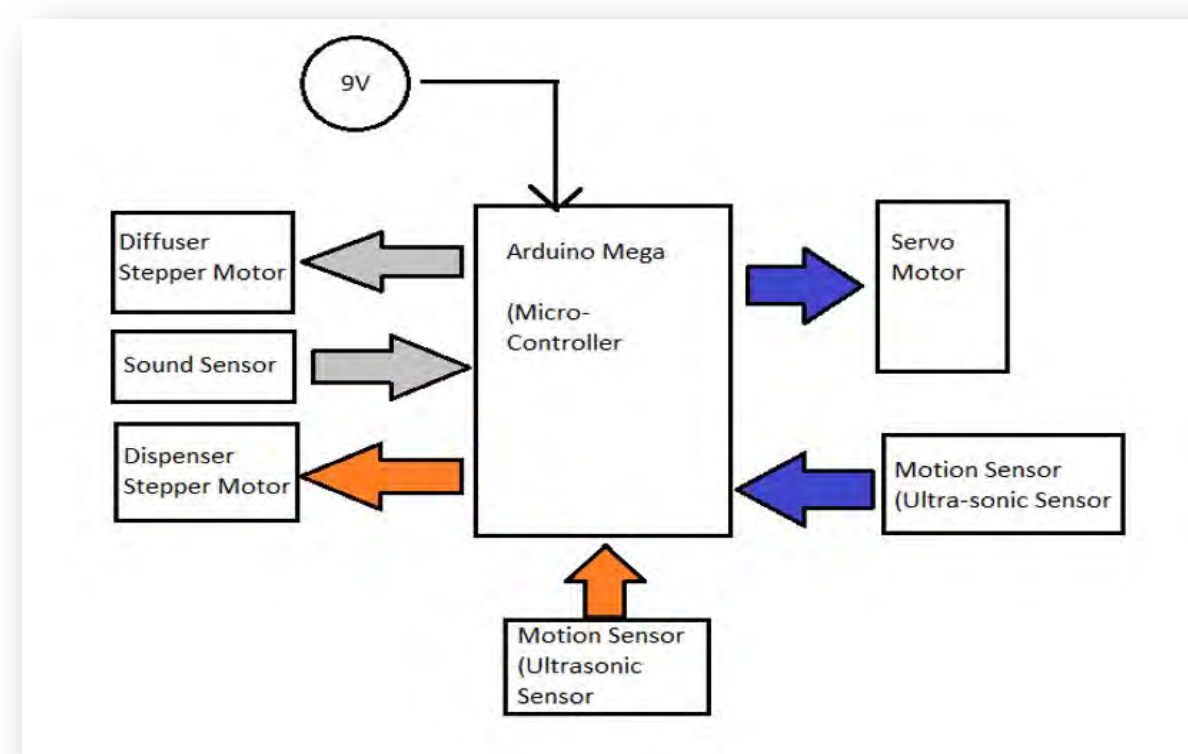 9V
Diffuser
Stepper Motor
Sound Sensor
Dispenser
Stepper Motor
Arduino Mega
(Micro-
Controller
Servo
Motor
Motion Sensor
(Ultra-sonic Sensor
Motion Sensor
(Ultrasonic
Sensor